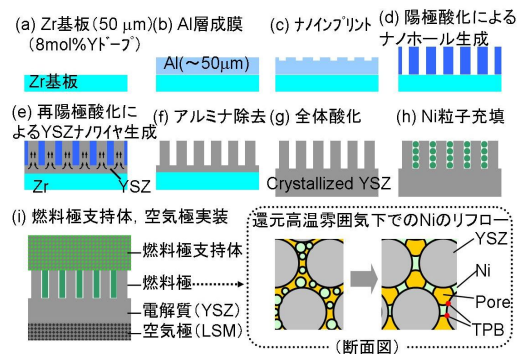 (a) Zr基板(50 μm)
(8mol%Yドープ)
Zr基板
(b) Al層成膜
Al(～50μm)
(c) ナノインプリント
(d) 陽極酸化による
ナノホール生成
(e) 再陽極酸化に
よるYSZナノワイヤ生成
Zr
YSZ
(f) アルミナ除去
(g) 全体酸化
Crystallized YSZ
(h) Ni粒子充填
(i) 燃料極支持体, 空気極実装
燃料極支持体
燃料極
電解質(YSZ)
空気極(LSM)
還元高温雰囲気下でのNiのリフロー
YSZ
Ni
Pore
TPB
(断面図)